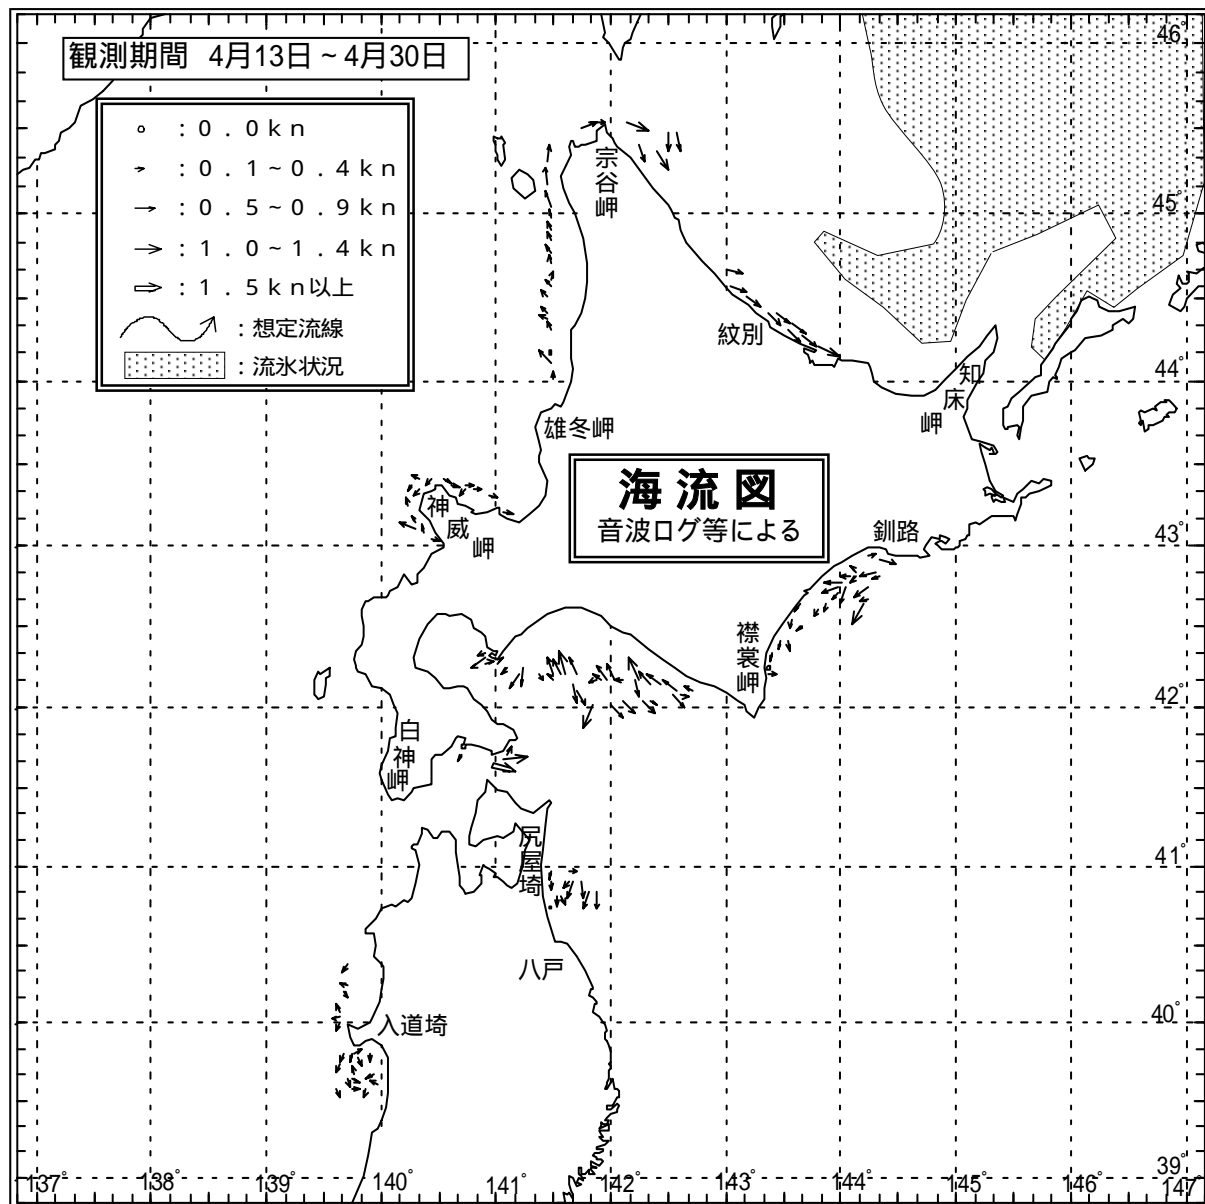 観測期間 4月13日~4月30日
:0.0kn
:0.1~0.4kn
:0.5~0.9kn
:1.0~1.4kn
:1.5kn以上
:想定流線
:流氷状況
宗谷岬
紋別
知床岬
雄冬岬
海流図
音波ログ等による
神威岬
釧路
襟裳岬
白神岬
尻屋埼
八戸
入道埼
46°
45°
44°
43°
42°
41°
40°
39°
137°
138°
139°
140°
141°
142°
143°
144°
145°
146°
147°